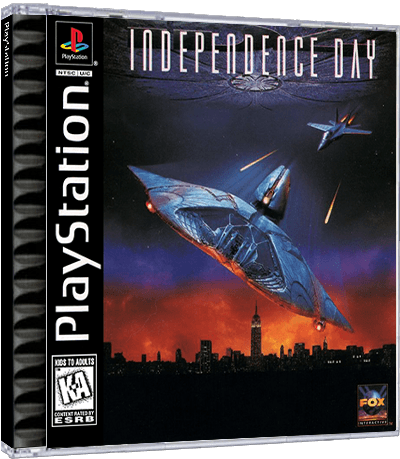 PlayStation
PlayStation
NTSC U/C
PlayStation
INDEPENDENCE DAY
KIDS TO ADULTS
K-A
CONTENT RATED BY
ESRB
FOX
INTERACTIVE